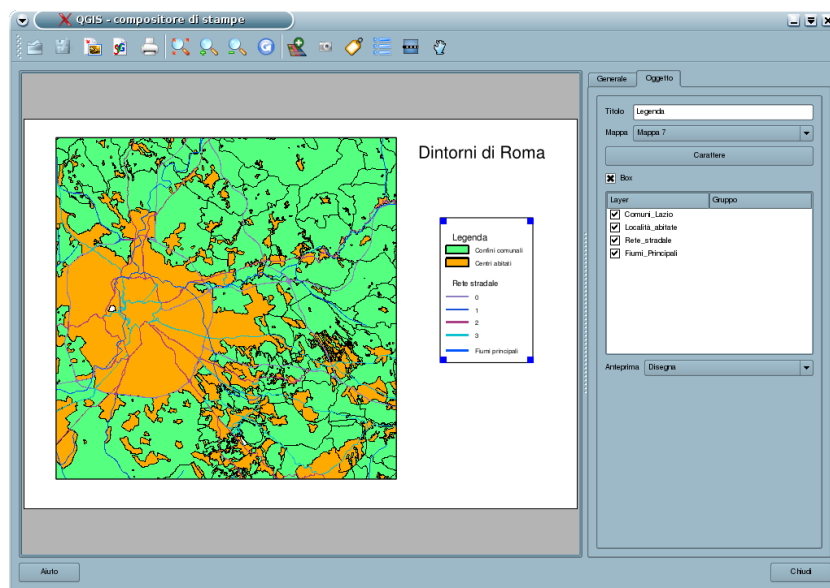 QGIS - compositore di stampe
Generale
Oggetto
Dintorni di Roma
Legenda
Confini comunali
Centri abitati
Rete stradale
0
1
2
3
Fiumi principali
Titolo
Legenda
Mappa
Mappa 7
Carattere
Box
Layer
Gruppo
Comuni_Lazio
Località_abitate
Rete_stradale
Fiumi_Principali
Anteprima
Disegna
Aiuto
Chiudi